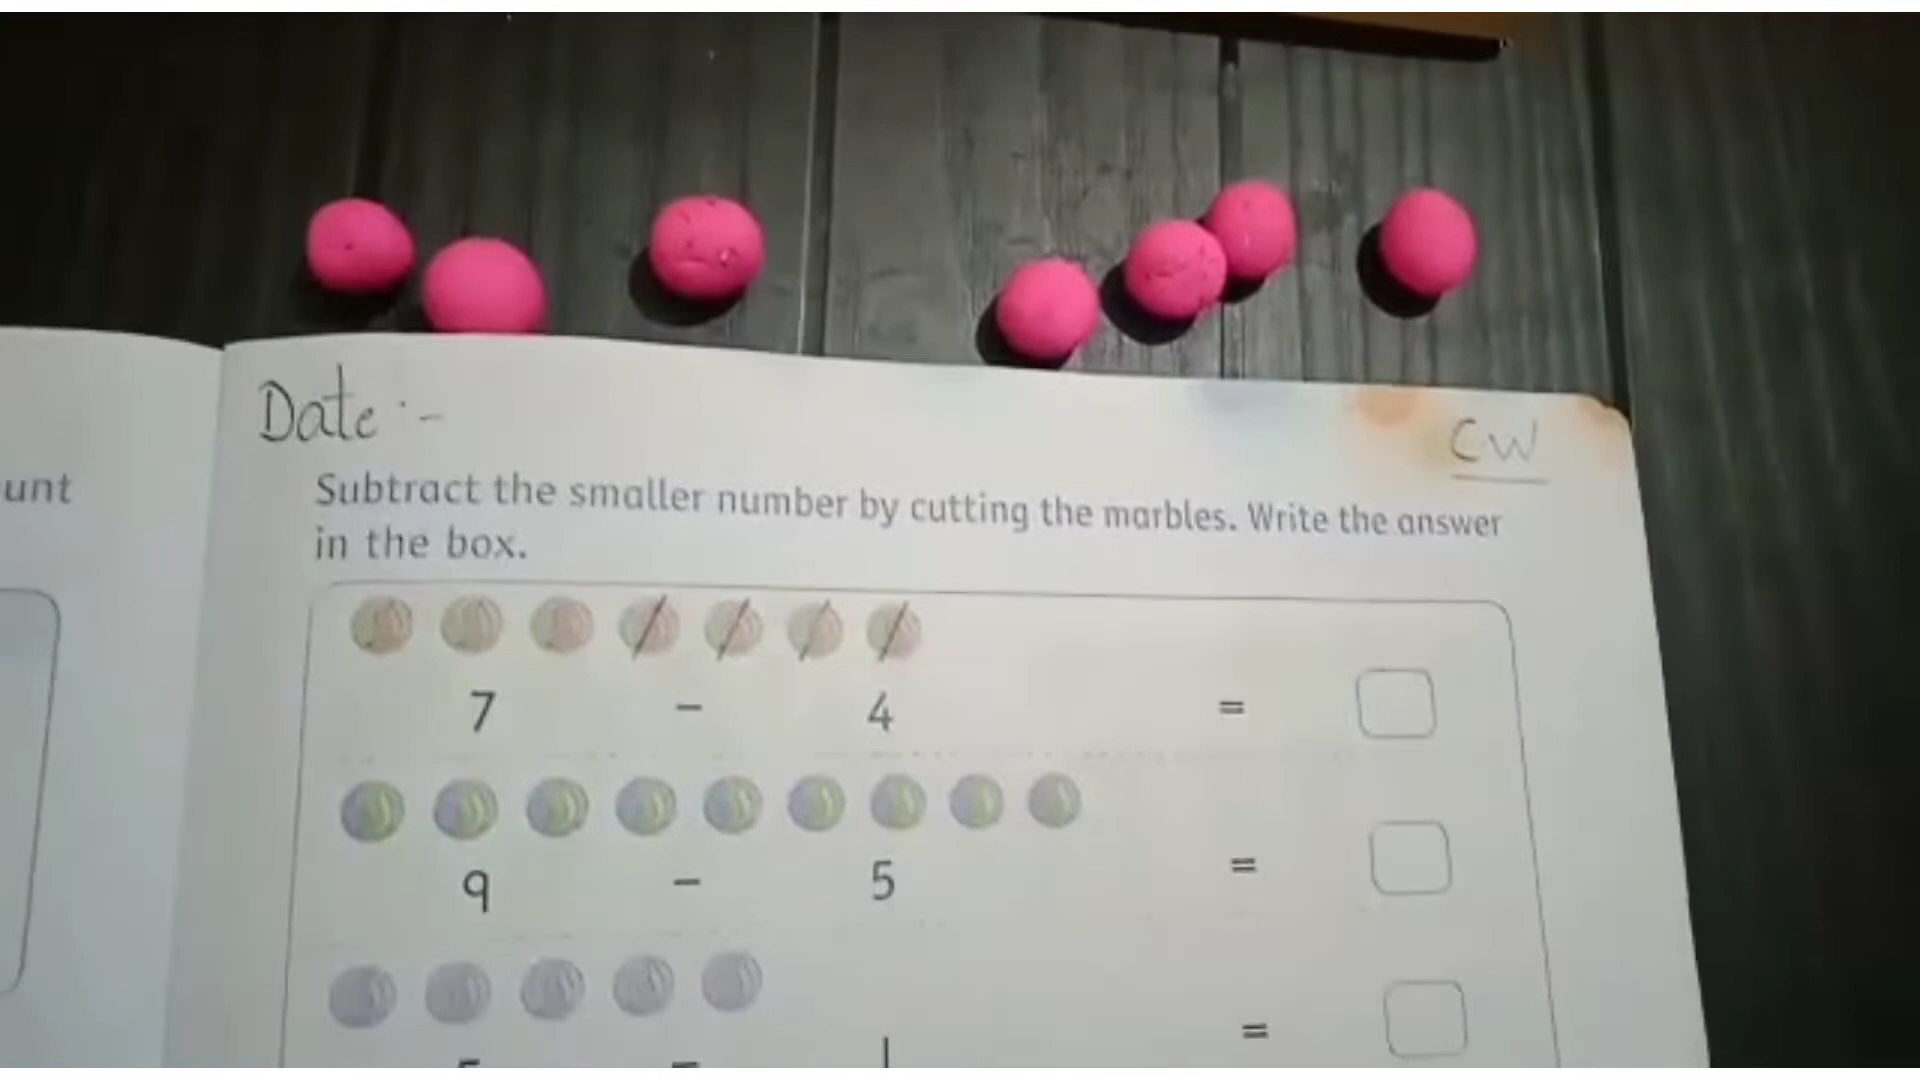 Date :-
CW
unt
Subtract the smaller number by cutting the marbles. Write the answer
in the box.
7 - 4 =
9 - 5 =
=